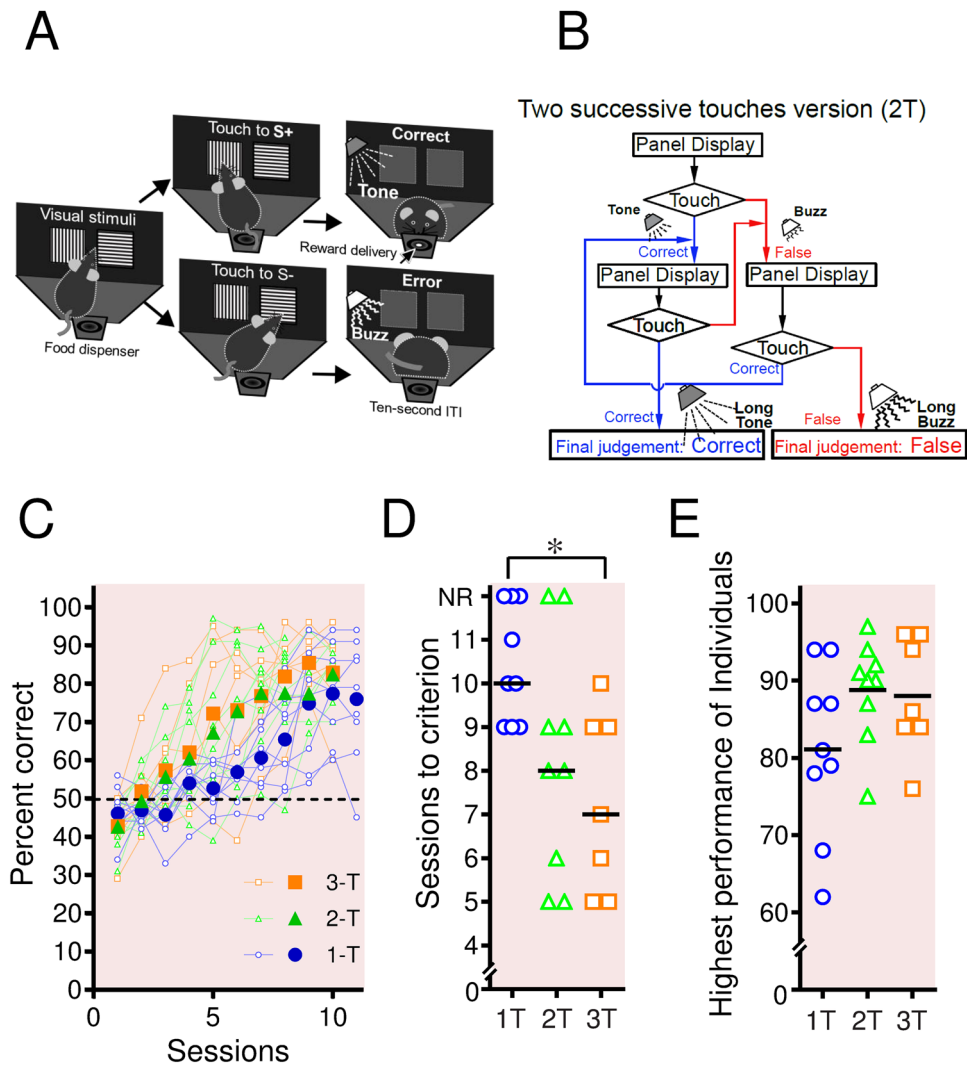 A
Touch to S+
Correct
Tone
Visual stimuli
Reward delivery
Touch to S-
Error
Buzz
Food dispenser
Ten-second ITI
B
Two successive touches version (2T)
Panel Display
Touch
Tone
Buzz
Correct
False
Panel Display
Panel Display
Touch
Touch
Correct
Correct
Long
Tone
False
Long
Buzz
Final judgement: Correct
Final judgement: False
C
Percent correct
100
90
80
70
60
50
40
30
20
10
0
3-T
2-T
1-T
0
5
10
Sessions
D
*
Sessions to criterion
NR
11
10
9
8
7
6
5
4
0
1T
2T
3T
E
Highest performance of Individuals
100
90
80
70
60
0
1T
2T
3T